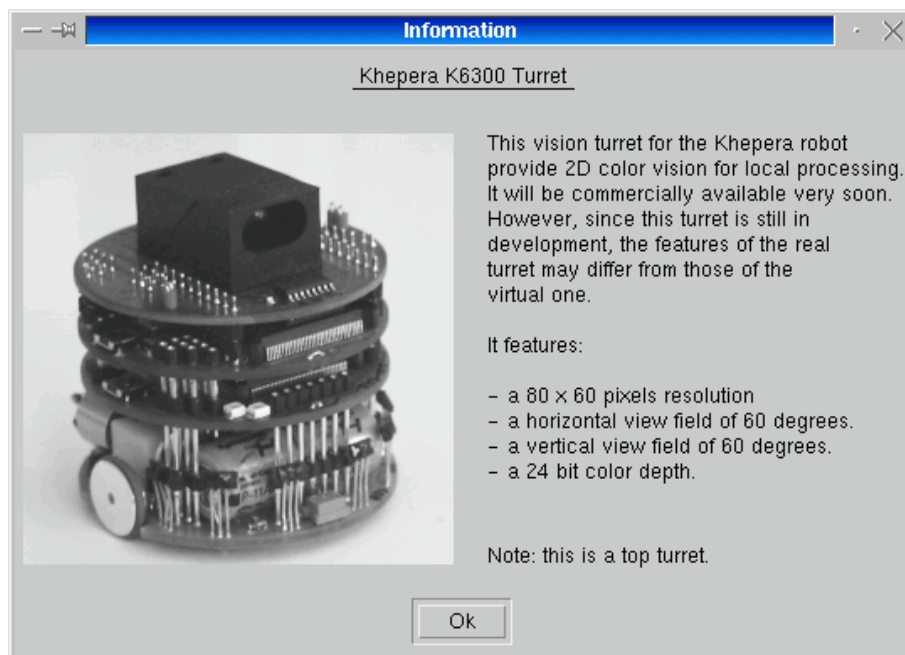 Information
Khepera K6300 Turret
This vision turret for the Khepera robot
provide 2D color vision for local processing.
It will be commercially available very soon.
However, since this turret is still in
development, the features of the real
turret may differ from those of the
virtual one.
It features:
– a 80 x 60 pixels resolution
– a horizontal view field of 60 degrees.
– a vertical view field of 60 degrees.
– a 24 bit color depth.
Note: this is a top turret.
Ok